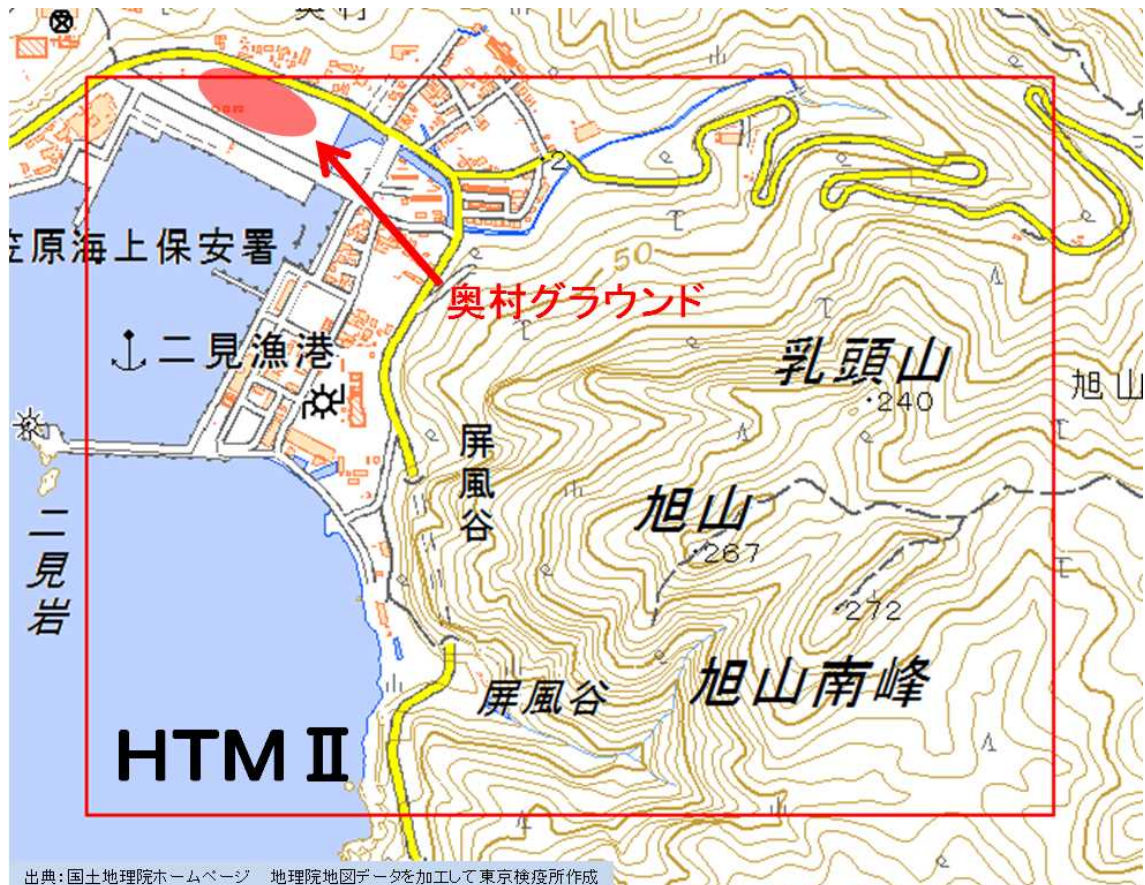 奥村
2
笠原海上保安署
50
奥村グラウンド
二見漁港
乳頭山
240
旭山
屏風谷
旭山
267
二見岩
272
屏風谷
旭山南峰
HTM II
出典:国土地理院ホームページ 地理院地図データを加工して東京検疫所作成